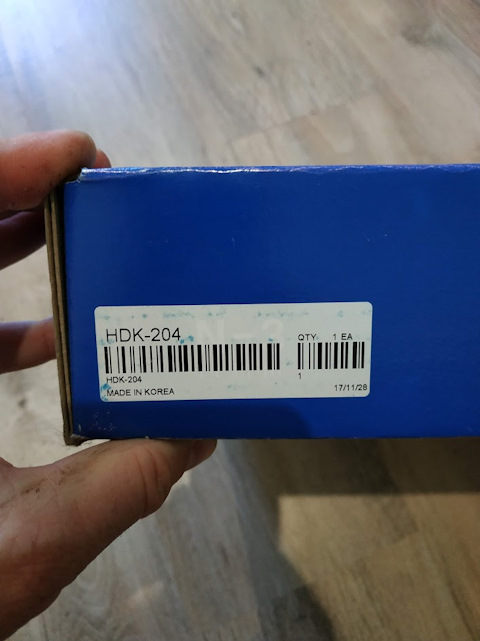 HDK-204
QTY: 1 EA
HDK-204
1
MADE IN KOREA
17/11/28